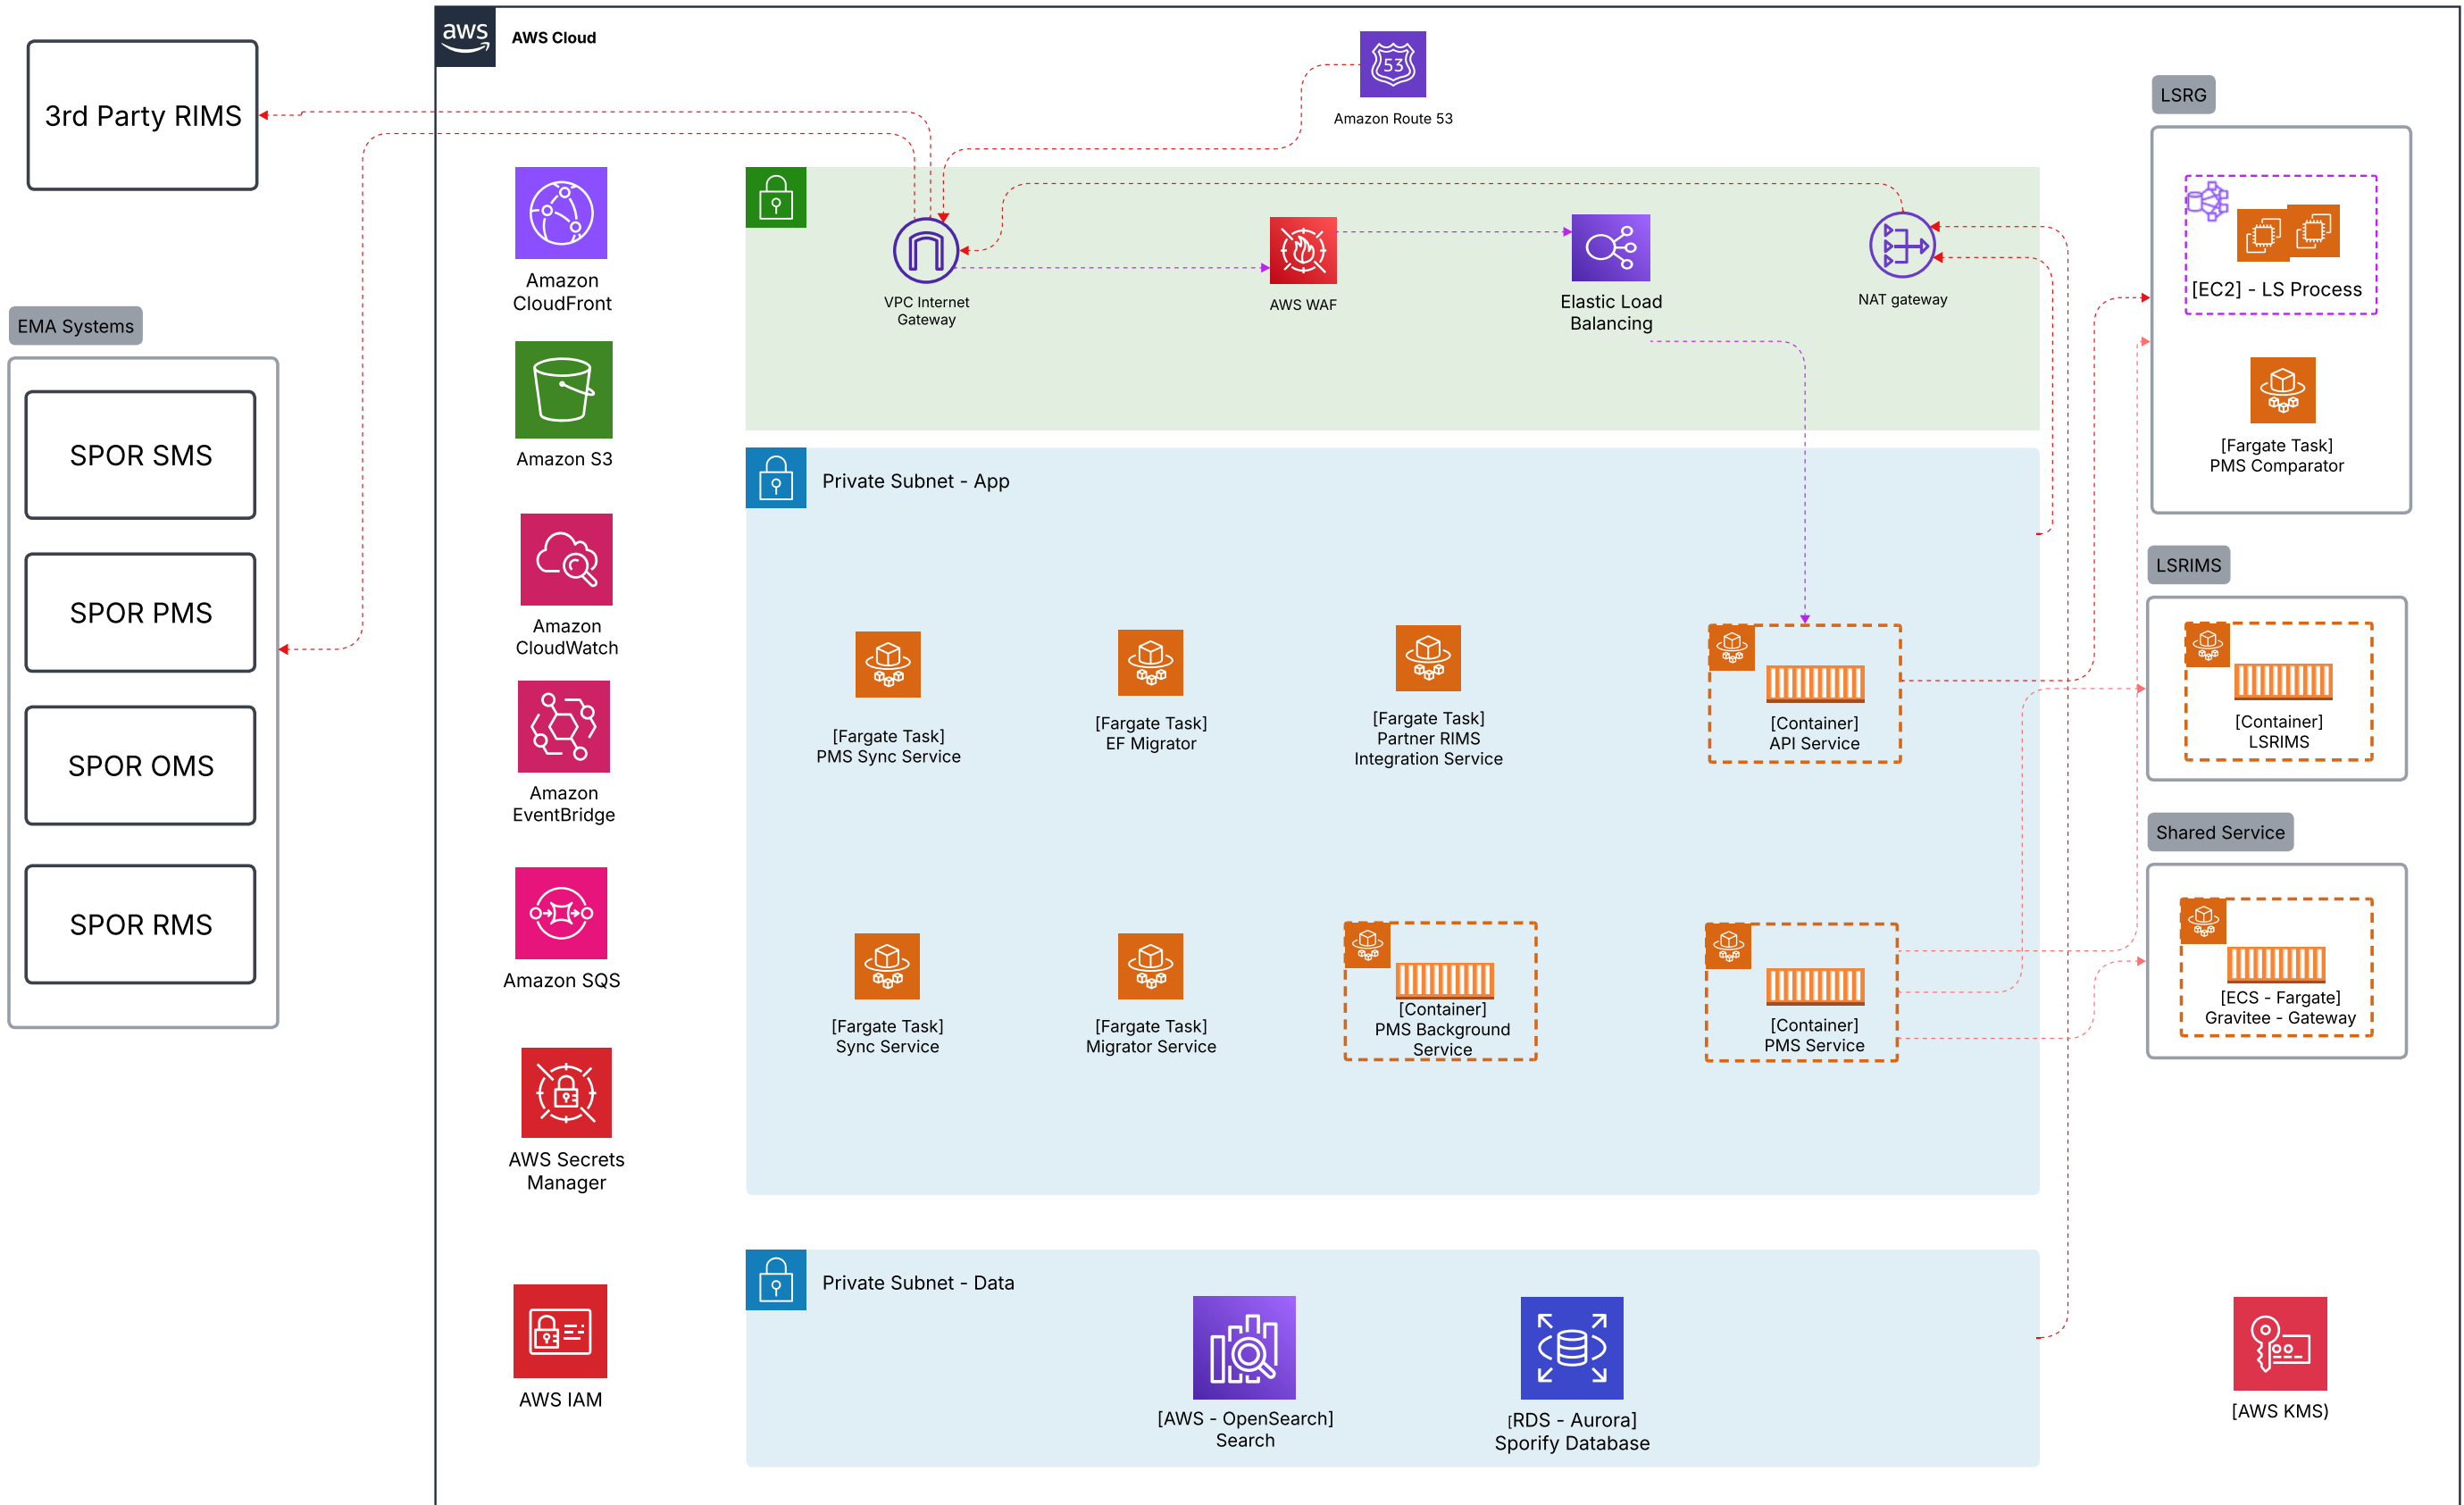 aws
AWS Cloud
3rd Party RIMS
EMA Systems
SPOR SMS
SPOR PMS
SPOR OMS
SPOR RMS
Amazon
CloudFront
Amazon S3
Amazon
CloudWatch
Amazon
EventBridge
Amazon SQS
AWS Secrets
Manager
AWS IAM
53
Amazon Route 53
VPC Internet
Gateway
AWS WAF
Elastic Load
Balancing
NAT gateway
Private Subnet - App
[Fargate Task]
PMS Sync Service
[Fargate Task]
EF Migrator
[Fargate Task]
Partner RIMS
Integration Service
[Container]
API Service
[Fargate Task]
Sync Service
[Fargate Task]
Migrator Service
[Container]
PMS Background
Service
[Container]
PMS Service
Private Subnet - Data
[AWS - OpenSearch]
Search
[RDS - Aurora]
Sporify Database
LSRG
[EC2] - LS Process
[Fargate Task]
PMS Comparator
LSRIMS
[Container]
LSRIMS
Shared Service
[ECS - Fargate]
Gravitee - Gateway
[AWS KMS)